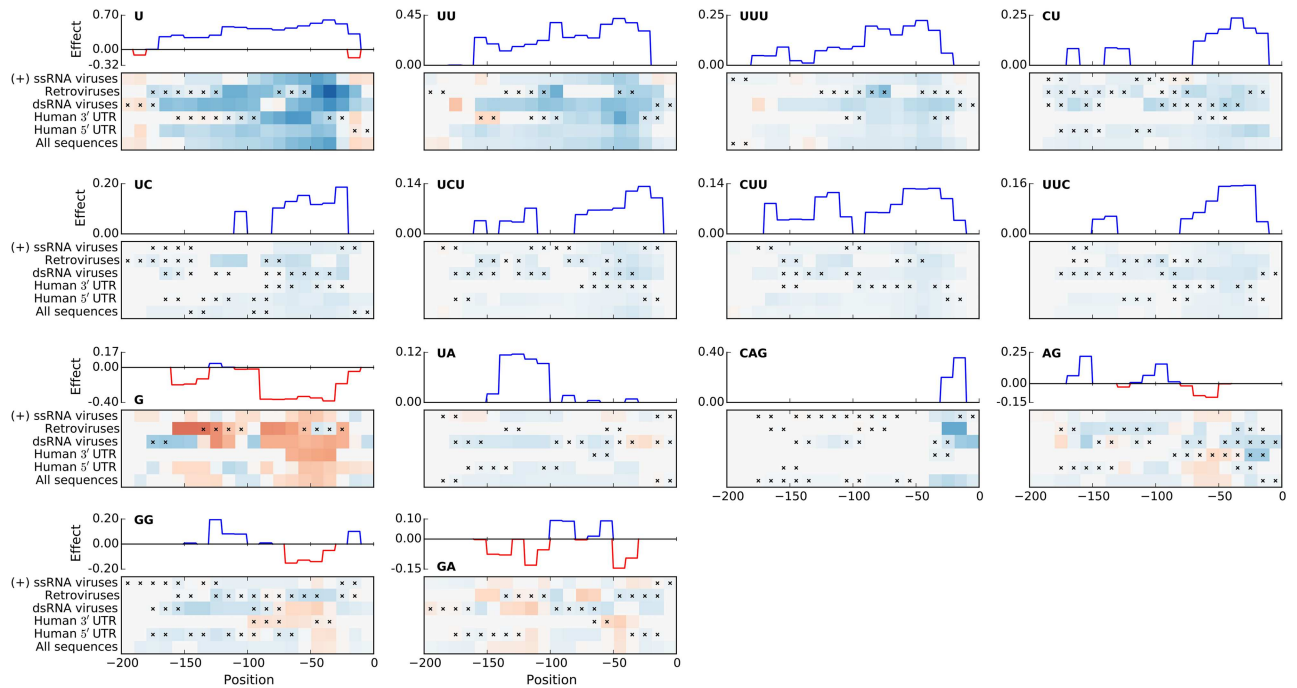 U
UU
UUU
CU
0.70
0.00
-0.32
Effect
0.45
0.00
0.25
0.00
0.25
0.00
(+) ssRNA viruses
Retroviruses
dsRNA viruses
Human 3′ UTR
Human 5′ UTR
All sequences
UC
UCU
CUU
UUC
0.20
0.00
Effect
0.14
0.00
0.14
0.00
0.16
0.00
(+) ssRNA viruses
Retroviruses
dsRNA viruses
Human 3′ UTR
Human 5′ UTR
All sequences
G
UA
CAG
AG
0.17
0.00
-0.40
Effect
0.12
0.00
0.40
0.00
0.25
0.00
-0.15
(+) ssRNA viruses
Retroviruses
dsRNA viruses
Human 3′ UTR
Human 5′ UTR
All sequences
−200 −150 −100 −50 0
−200 −150 −100 −50 0
GG
GA
0.20
0.00
-0.20
Effect
0.10
0.00
-0.15
(+) ssRNA viruses
Retroviruses
dsRNA viruses
Human 3′ UTR
Human 5′ UTR
All sequences
−200 −150 −100 −50 0
Position
−200 −150 −100 −50 0
Position